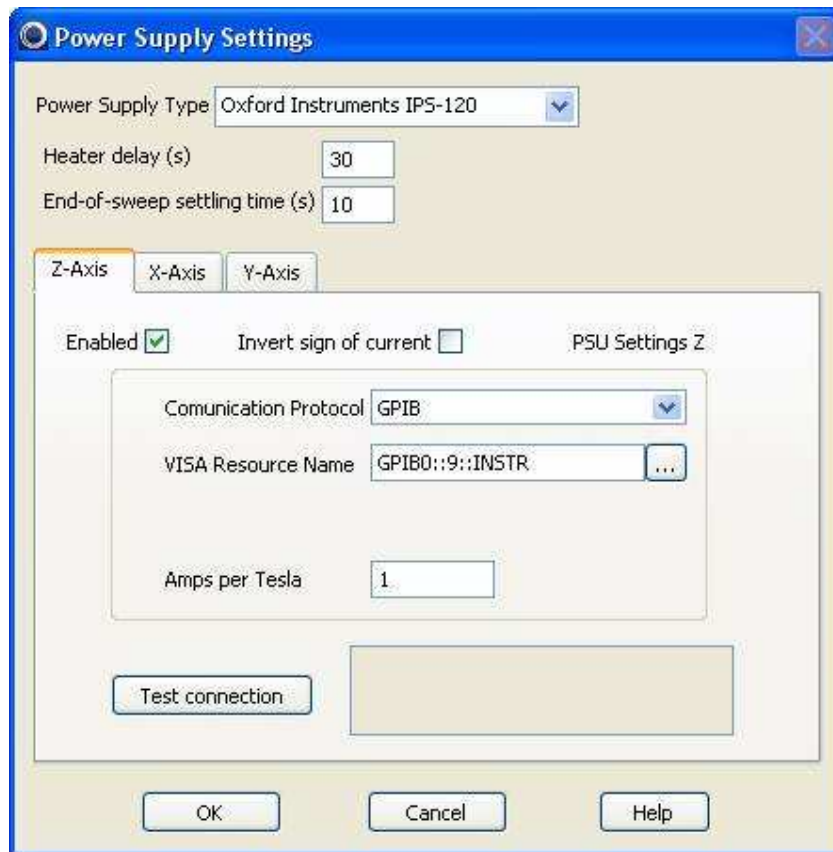 Power Supply Settings
Power Supply Type Oxford Instruments IPS-120
Heater delay (s) 30
End-of-sweep settling time (s) 10
Z-Axis X-Axis Y-Axis
Enabled Invert sign of current PSU Settings Z
Comunication Protocol GPIB
VISA Resource Name GPIB0::9::INSTR ...
Amps per Tesla 1
Test connection
OK Cancel Help